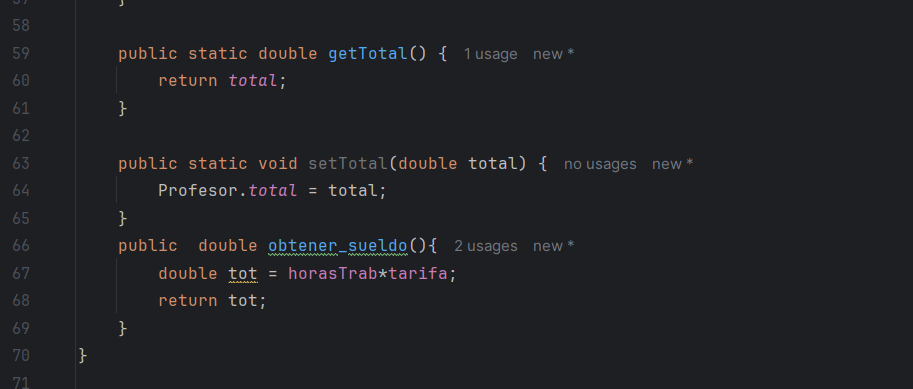 57 }
58
59 public static double getTotal() { 1 usage new *
60 return total;
61 }
62
63 public static void setTotal(double total) { no usages new *
64 Profesor.total = total;
65 }
66 public  double obtener_sueldo(){ 2 usages new *
67 double tot = horasTrab*tarifa;
68 return tot;
69 }
70 }
71